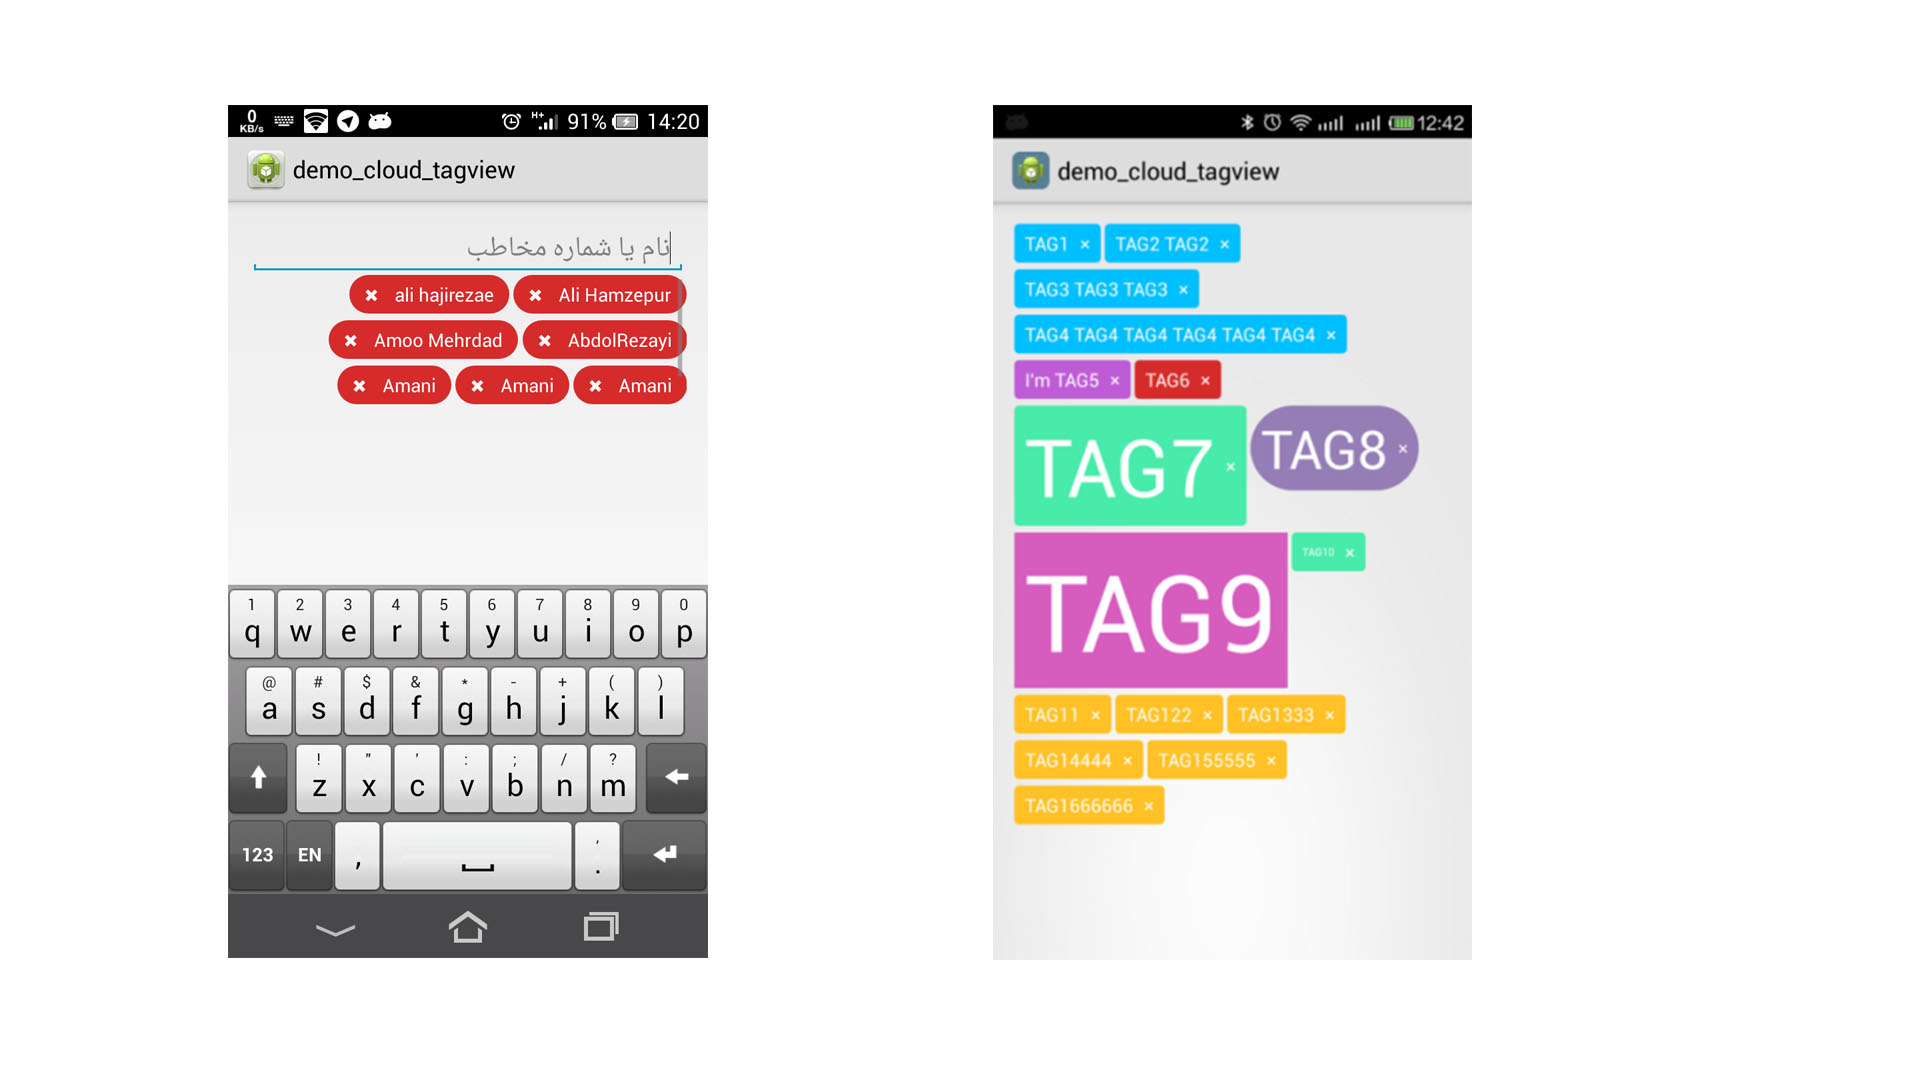 0 KB/s H+ 91% 14:20
demo_cloud_tagview
نام یا شماره مخاطب
× ali hajirezae × Ali Hamzepur
× Amoo Mehrdad × AbdolRezayi
× Amani × Amani × Amani
1 2 3 4 5 6 7 8 9 0
q w e r t y u i o p
@ # $ & * - + ( )
a s d f g h j k l
! " ' : ; / ?
z x c v b n m
123 EN , ' .
12:42
demo_cloud_tagview
TAG1 × TAG2 TAG2 ×
TAG3 TAG3 TAG3 ×
TAG4 TAG4 TAG4 TAG4 TAG4 TAG4 ×
I'm TAG5 × TAG6 ×
TAG7 × TAG8 ×
TAG9 TAG10 ×
TAG11 × TAG122 × TAG1333 ×
TAG14444 × TAG155555 ×
TAG1666666 ×